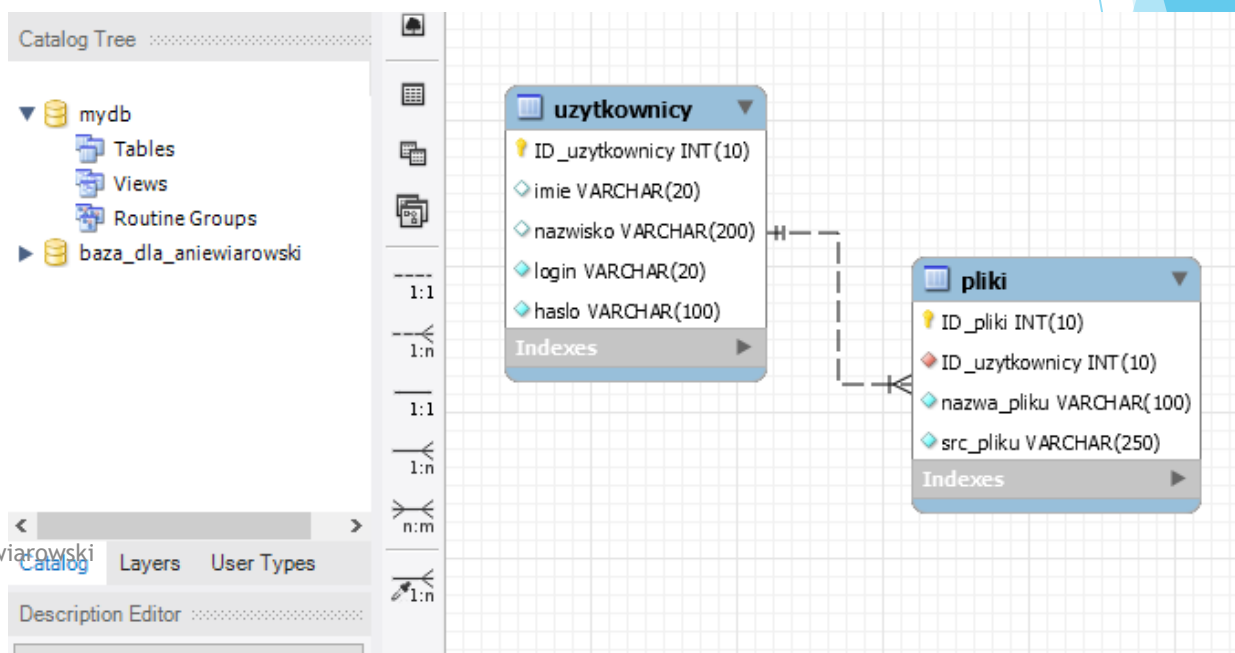 Catalog Tree
mydb
Tables
Views
Routine Groups
baza_dla_aniewiarowski
viarowski
Catalog
Layers
User Types
Description Editor
1:1
1:n
1:1
1:n
n:m
1:n
uzytkownicy
ID_uzytkownicy INT(10)
imie VARCHAR(20)
nazwisko VARCHAR(200)
login VARCHAR(20)
haslo VARCHAR(100)
Indexes
pliki
ID_pliki INT(10)
ID_uzytkownicy INT(10)
nazwa_pliku VARCHAR(100)
src_pliku VARCHAR(250)
Indexes